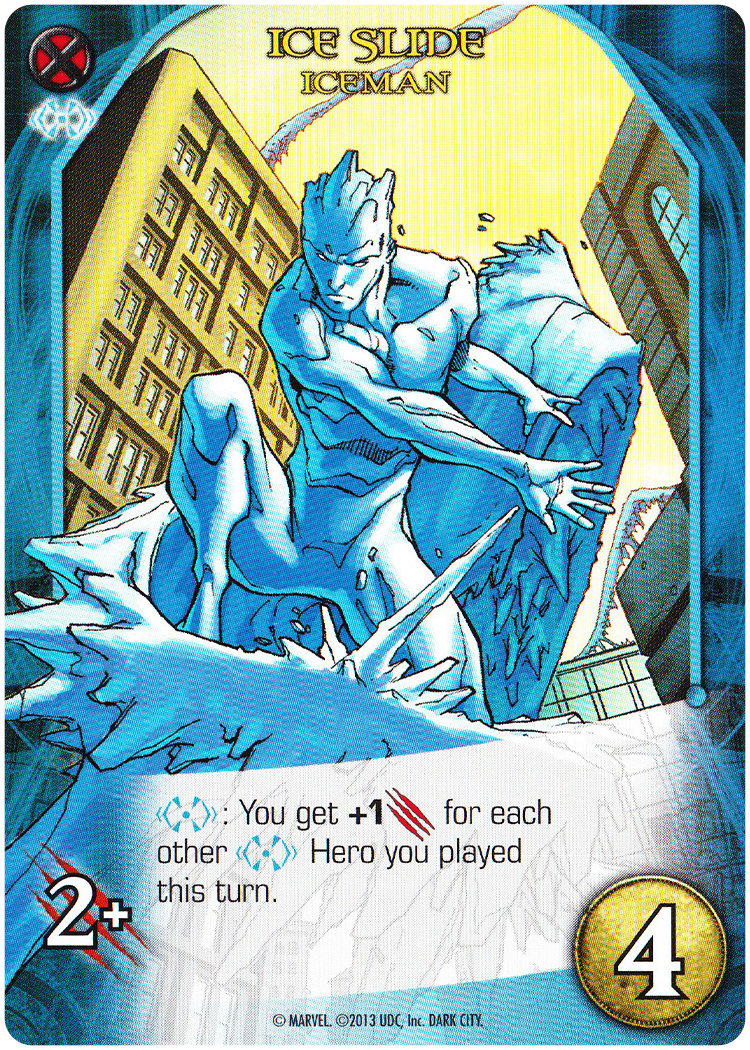 ICE SLIDE
ICEMAN
: You get +1 for each
other Hero you played
this turn.
2+
4
© MARVEL. ©2013 UDC, Inc. DARK CITY.